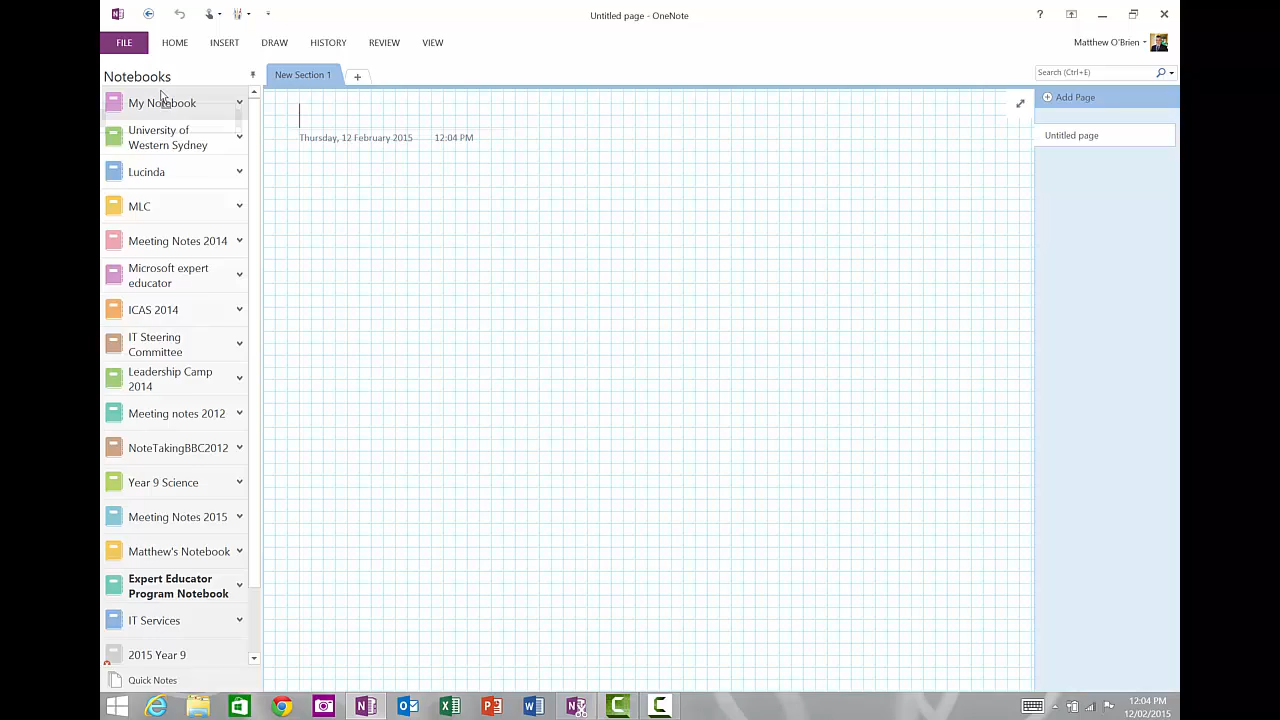 Untitled page - OneNote
?
FILE HOME INSERT DRAW HISTORY REVIEW VIEW
Matthew O'Brien
Notebooks
New Section 1
Search (Ctrl+E)
My Notebook
University of
Western Sydney
Lucinda
MLC
Meeting Notes 2014
Microsoft expert
educator
ICAS 2014
IT Steering
Committee
Leadership Camp
2014
Meeting notes 2012
NoteTakingBBC2012
Year 9 Science
Meeting Notes 2015
Matthew's Notebook
Expert Educator
Program Notebook
IT Services
2015 Year 9
Quick Notes
Thursday, 12 February 2015 12:04 PM
Add Page
Untitled page
12:04 PM
12/02/2015